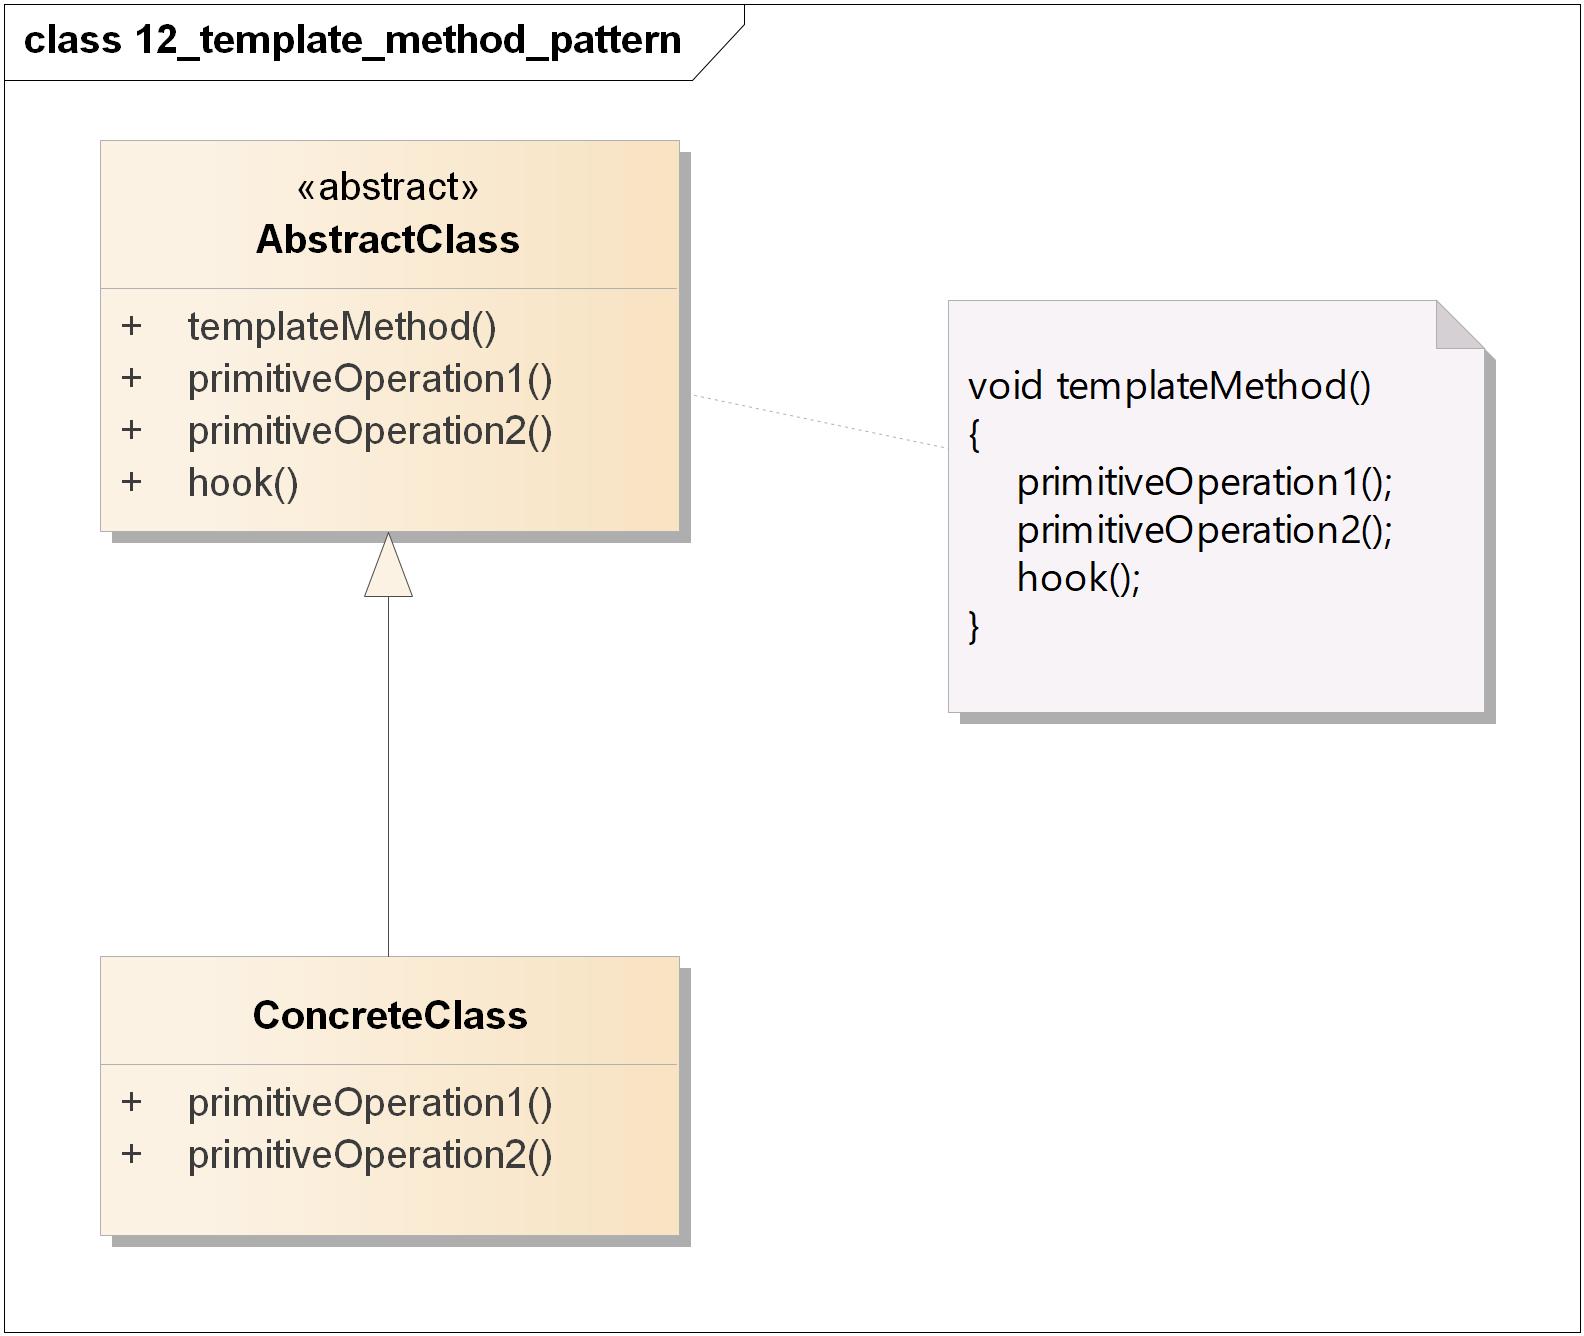 class 12_template_method_pattern
«abstract»
AbstractClass
+ templateMethod()
+ primitiveOperation1()
+ primitiveOperation2()
+ hook()
void templateMethod()
{
primitiveOperation1();
primitiveOperation2();
hook();
}
ConcreteClass
+ primitiveOperation1()
+ primitiveOperation2()